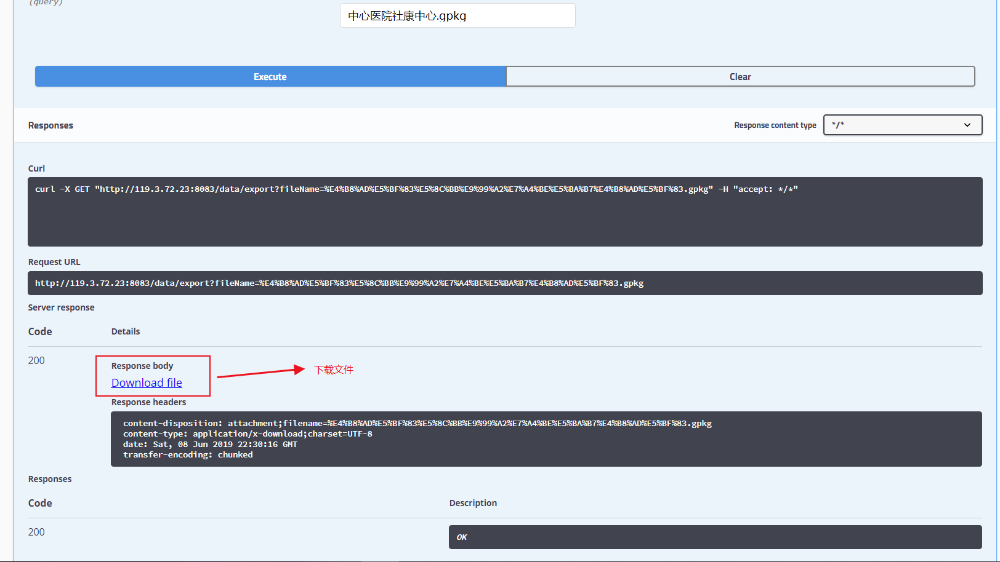 (query)
中心医院社康中心.gpkg
Execute
Clear
Responses
Response content type
*/*
Curl
curl -X GET "http://119.3.72.23:8083/data/export?fileName=%E4%B8%AD%E5%BF%83%E5%8C%BB%E9%99%A2%E7%A4%BE%E5%BA%B7%E4%B8%AD%E5%BF%83.gpkg" -H "accept: */*"
Request URL
http://119.3.72.23:8083/data/export?fileName=%E4%B8%AD%E5%BF%83%E5%8C%BB%E9%99%A2%E7%A4%BE%E5%BA%B7%E4%B8%AD%E5%BF%83.gpkg
Server response
Code
Details
200
Response body
Download file
下载文件
Response headers
content-disposition: attachment;filename=%E4%B8%AD%E5%BF%83%E5%8C%BB%E9%99%A2%E7%A4%BE%E5%BA%B7%E4%B8%AD%E5%BF%83.gpkg
content-type: application/x-download;charset=UTF-8
date: Sat, 08 Jun 2019 22:30:16 GMT
transfer-encoding: chunked
Responses
Code
Description
200
OK